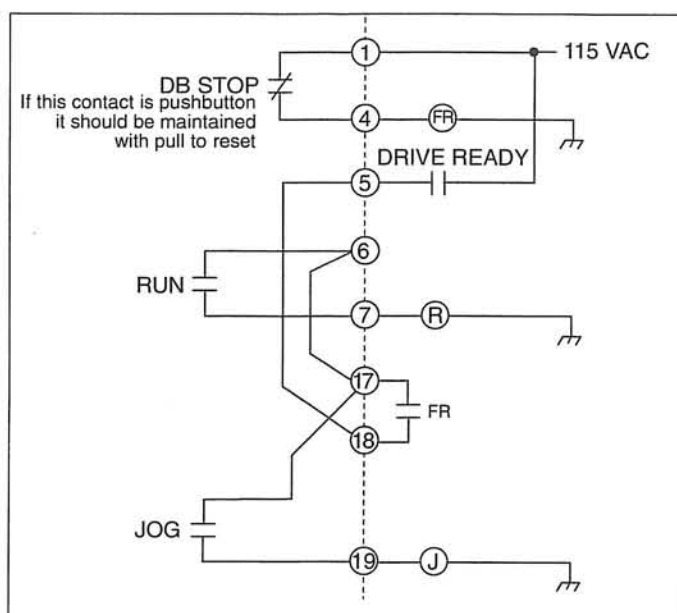 1
115 VAC
DB STOP
If this contact is pushbutton
it should be maintained
with pull to reset
4
FR
DRIVE READY
5
6
RUN
7
R
17
FR
18
JOG
19
J